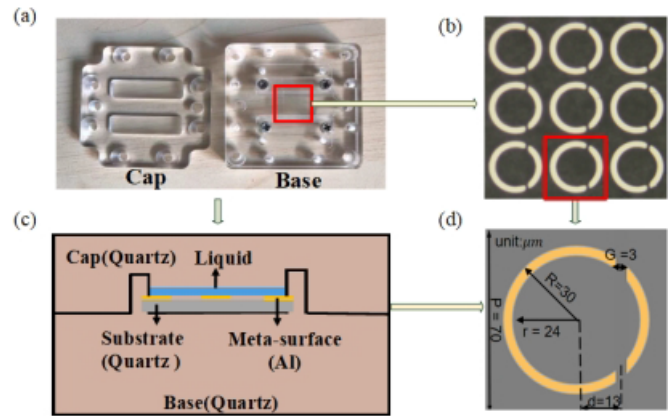 (a)
(b)
Cap
Base
(c)
(d)
Cap(Quartz)
Liquid
Substrate
(Quartz )
Meta-surface
(Al)
Base(Quartz)
unit:μm
G =3
R=30
P = 70
r = 24
d=13